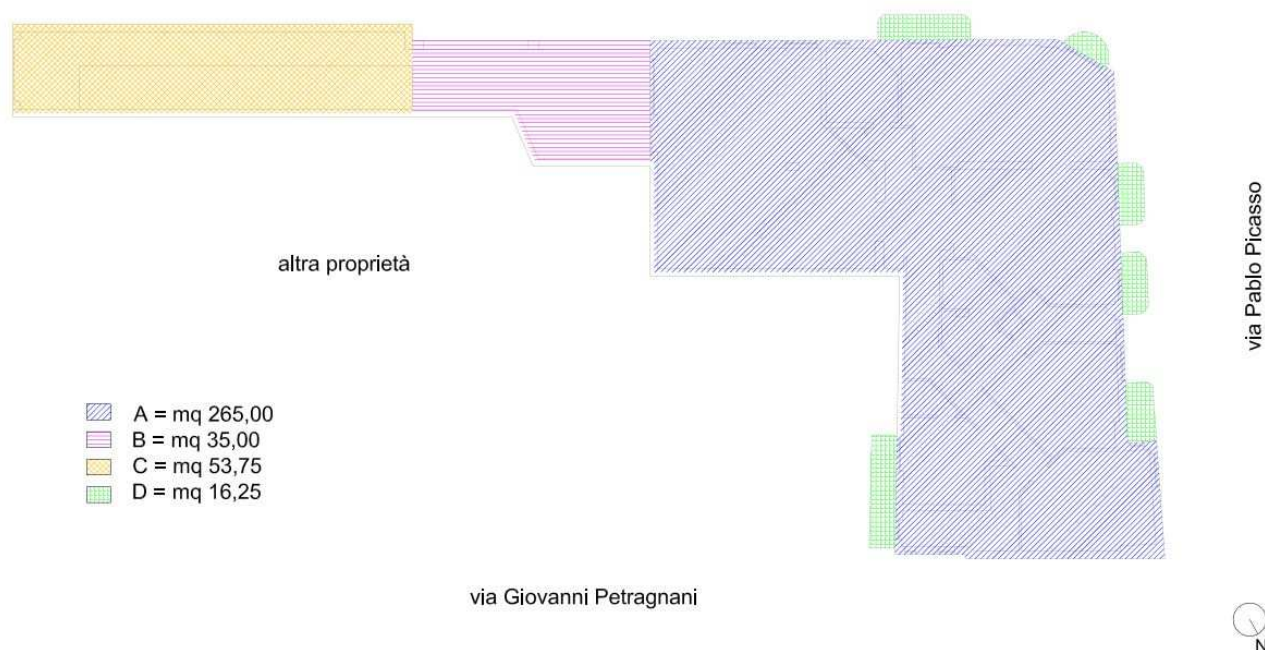 via Pablo Picasso
altra proprietà
A = mq 265,00
B = mq 35,00
C = mq 53,75
D = mq 16,25
via Giovanni Petragnani
N